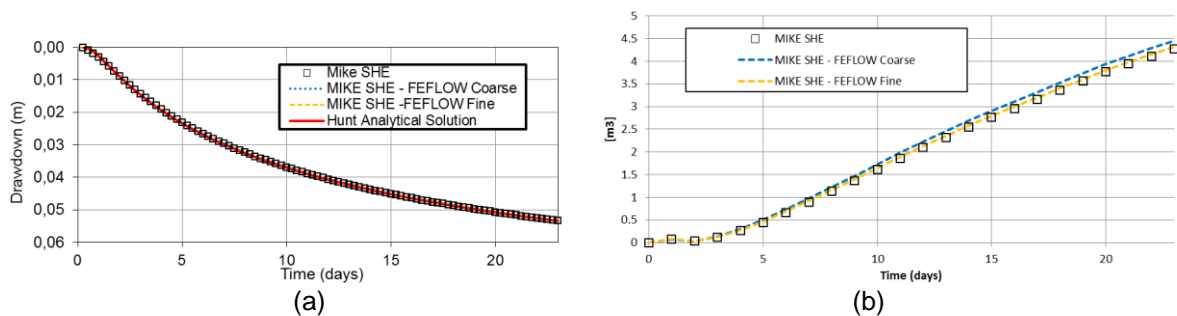 0,00
0,01
0,02
0,03
0,04
0,05
0,06
Drawdown (m)
Mike SHE
MIKE SHE - FEFLOW Coarse
MIKE SHE -FEFLOW Fine
Hunt Analytical Solution
0 5 10 15 20
Time (days)
(a)
5
4.5
4
3.5
3
2.5
2
1.5
1
0.5
0
[m3]
MIKE SHE
MIKE SHE - FEFLOW Coarse
MIKE SHE - FEFLOW Fine
0 5 10 15 20
Time (days)
(b)